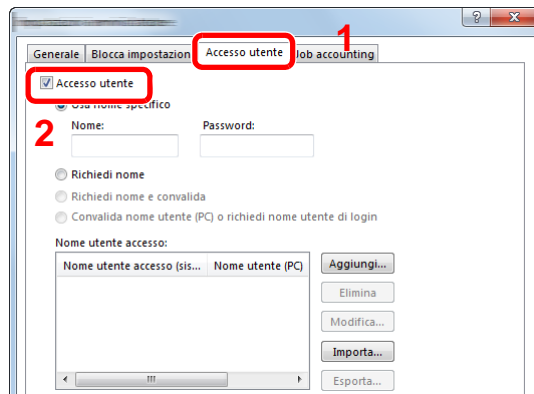 1
Generale Blocca impostazion Accesso utente Job accounting
Accesso utente
Usa nome specifico
2
Nome: Password:
Richiedi nome
Richiedi nome e convalida
Convalida nome utente (PC) o richiedi nome utente di login
Nome utente accesso:
Nome utente accesso (sis... Nome utente (PC)
Aggiungi...
Elimina
Modifica...
Importa...
Esporta...